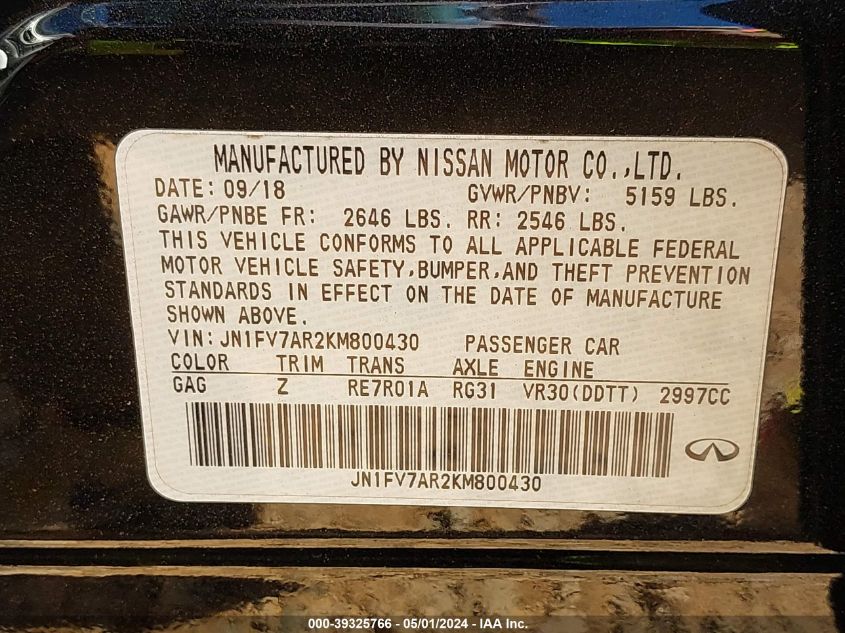 MANUFACTURED BY NISSAN MOTOR CO.,LTD.
DATE: 09/18 GVWR/PNBV: 5159 LBS.
GAWR/PNBE FR: 2646 LBS. RR: 2546 LBS.
THIS VEHICLE CONFORMS TO ALL APPLICABLE FEDERAL
MOTOR VEHICLE SAFETY,BUMPER,AND THEFT PREVENTION
STANDARDS IN EFFECT ON THE DATE OF MANUFACTURE
SHOWN ABOVE.
VIN: JN1FV7AR2KM800430 PASSENGER CAR
COLOR TRIM TRANS AXLE ENGINE
GAG Z RE7R01A RG31 VR30(DDTT) 2997CC
JN1FV7AR2KM800430
000-39325766 - 05/01/2024 - IAA Inc.